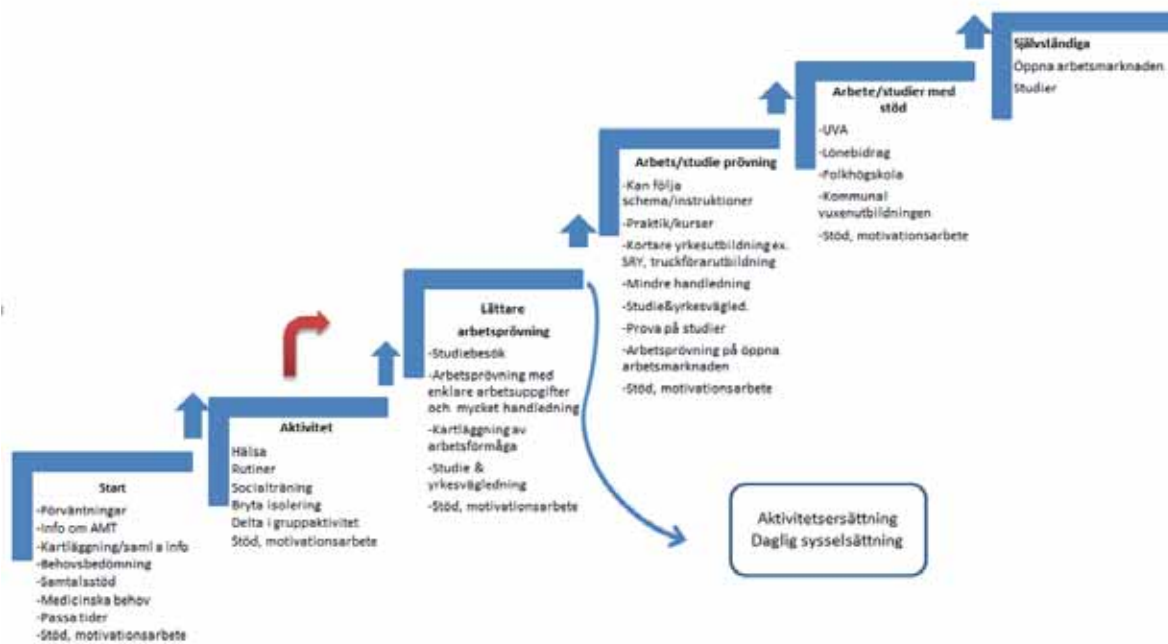 Start
-Förväntningar
-Info om AMT
-Kartläggning/samla info
-Behovsbedömning
-Samtalsstöd
-Medicinska behov
-Passa tider
-Stöd, motivationsarbete
Aktivitet
Hälsa
Rutiner
Socialträning
Bryta isolering
Delta i gruppaktivitet
Stöd, motivationsarbete
Lättare
arbetsprövning
-Studiebesök
-Arbetsprövning med
enklare arbetsuppgifter
och mycket handledning
-Kartläggning av
arbetsförmåga
-Studie &
yrkesvägledning
-Stöd, motivationsarbete
Arbets/studie prövning
-Kan följa
schema/instruktioner
-Praktik/kurser
-Kortare yrkesutbildning ex.
SRY, truckförarutbildning
-Mindre handledning
-Studie&yrkesvägled.
-Prova på studier
-Arbetsprövning på öppna
arbetsmarknaden
-Stöd, motivationsarbete
Arbete/studier med
stöd
-UVA
-Lönebidrag
-Folkhögskola
-Kommunal
vuxenutbildningen
-Stöd, motivationsarbete
Självständiga
Öppna arbetsmarknaden
Studier
Aktivitetsersättning
Daglig sysselsättning